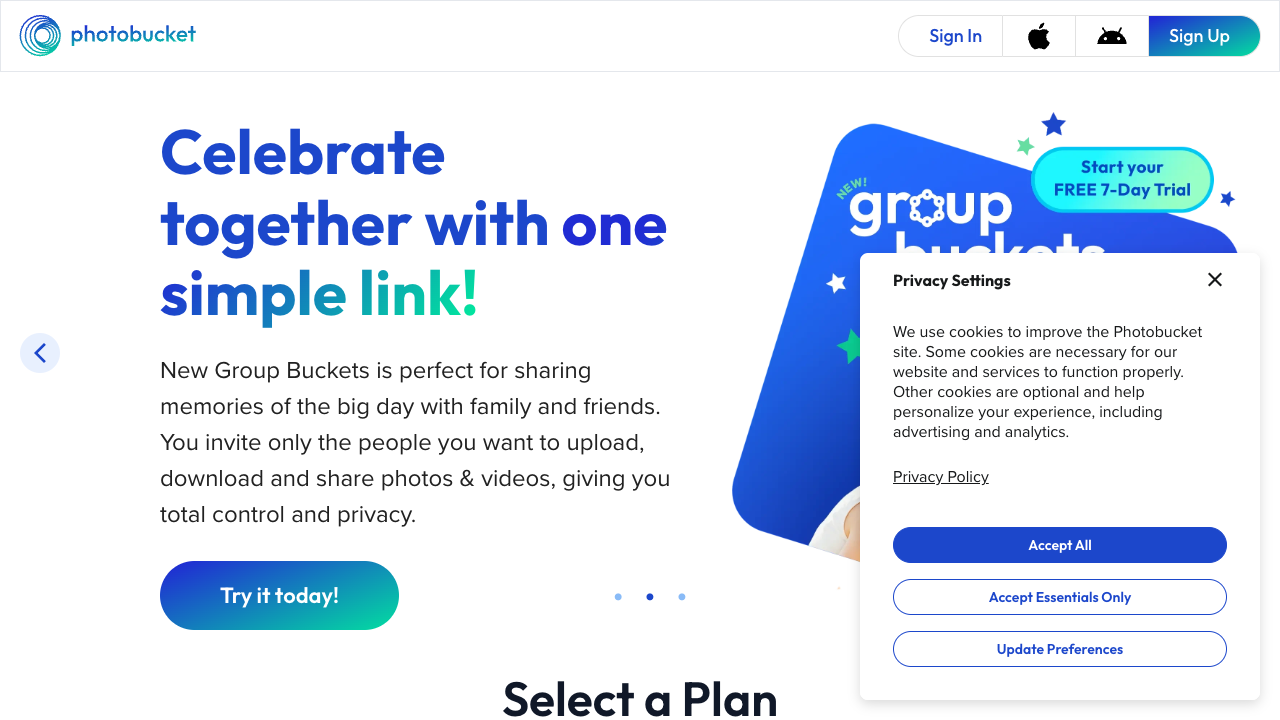 photobucket
Sign In
Sign Up
Celebrate
together with one
simple link!
New Group Buckets is perfect for sharing
memories of the big day with family and friends.
You invite only the people you want to upload,
download and share photos & videos, giving you
total control and privacy.
Try it today!
Start your
FREE 7-Day Trial
NEW!
group
buckets
Privacy Settings
We use cookies to improve the Photobucket
site. Some cookies are necessary for our
website and services to function properly.
Other cookies are optional and help
personalize your experience, including
advertising and analytics.
Privacy Policy
Accept All
Accept Essentials Only
Update Preferences
Select a Plan